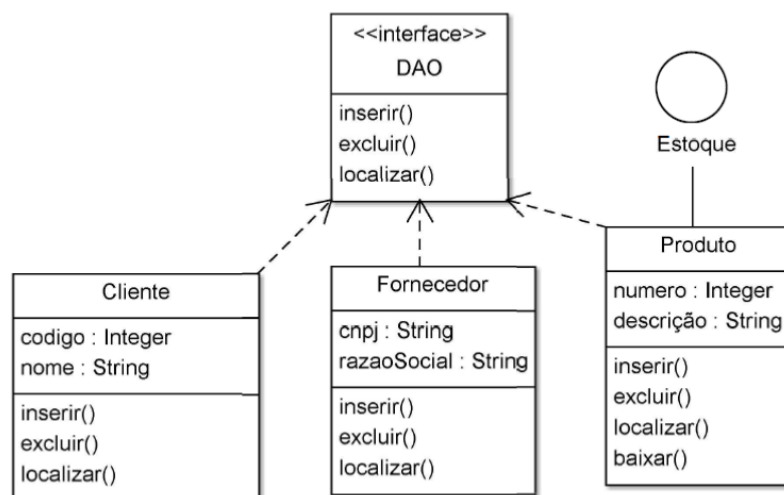 <<interface>>
DAO
inserir()
excluir()
localizar()
Estoque
Cliente
codigo : Integer
nome : String
inserir()
excluir()
localizar()
Fornecedor
cnpj : String
razaoSocial : String
inserir()
excluir()
localizar()
Produto
numero : Integer
descrição : String
inserir()
excluir()
localizar()
baixar()